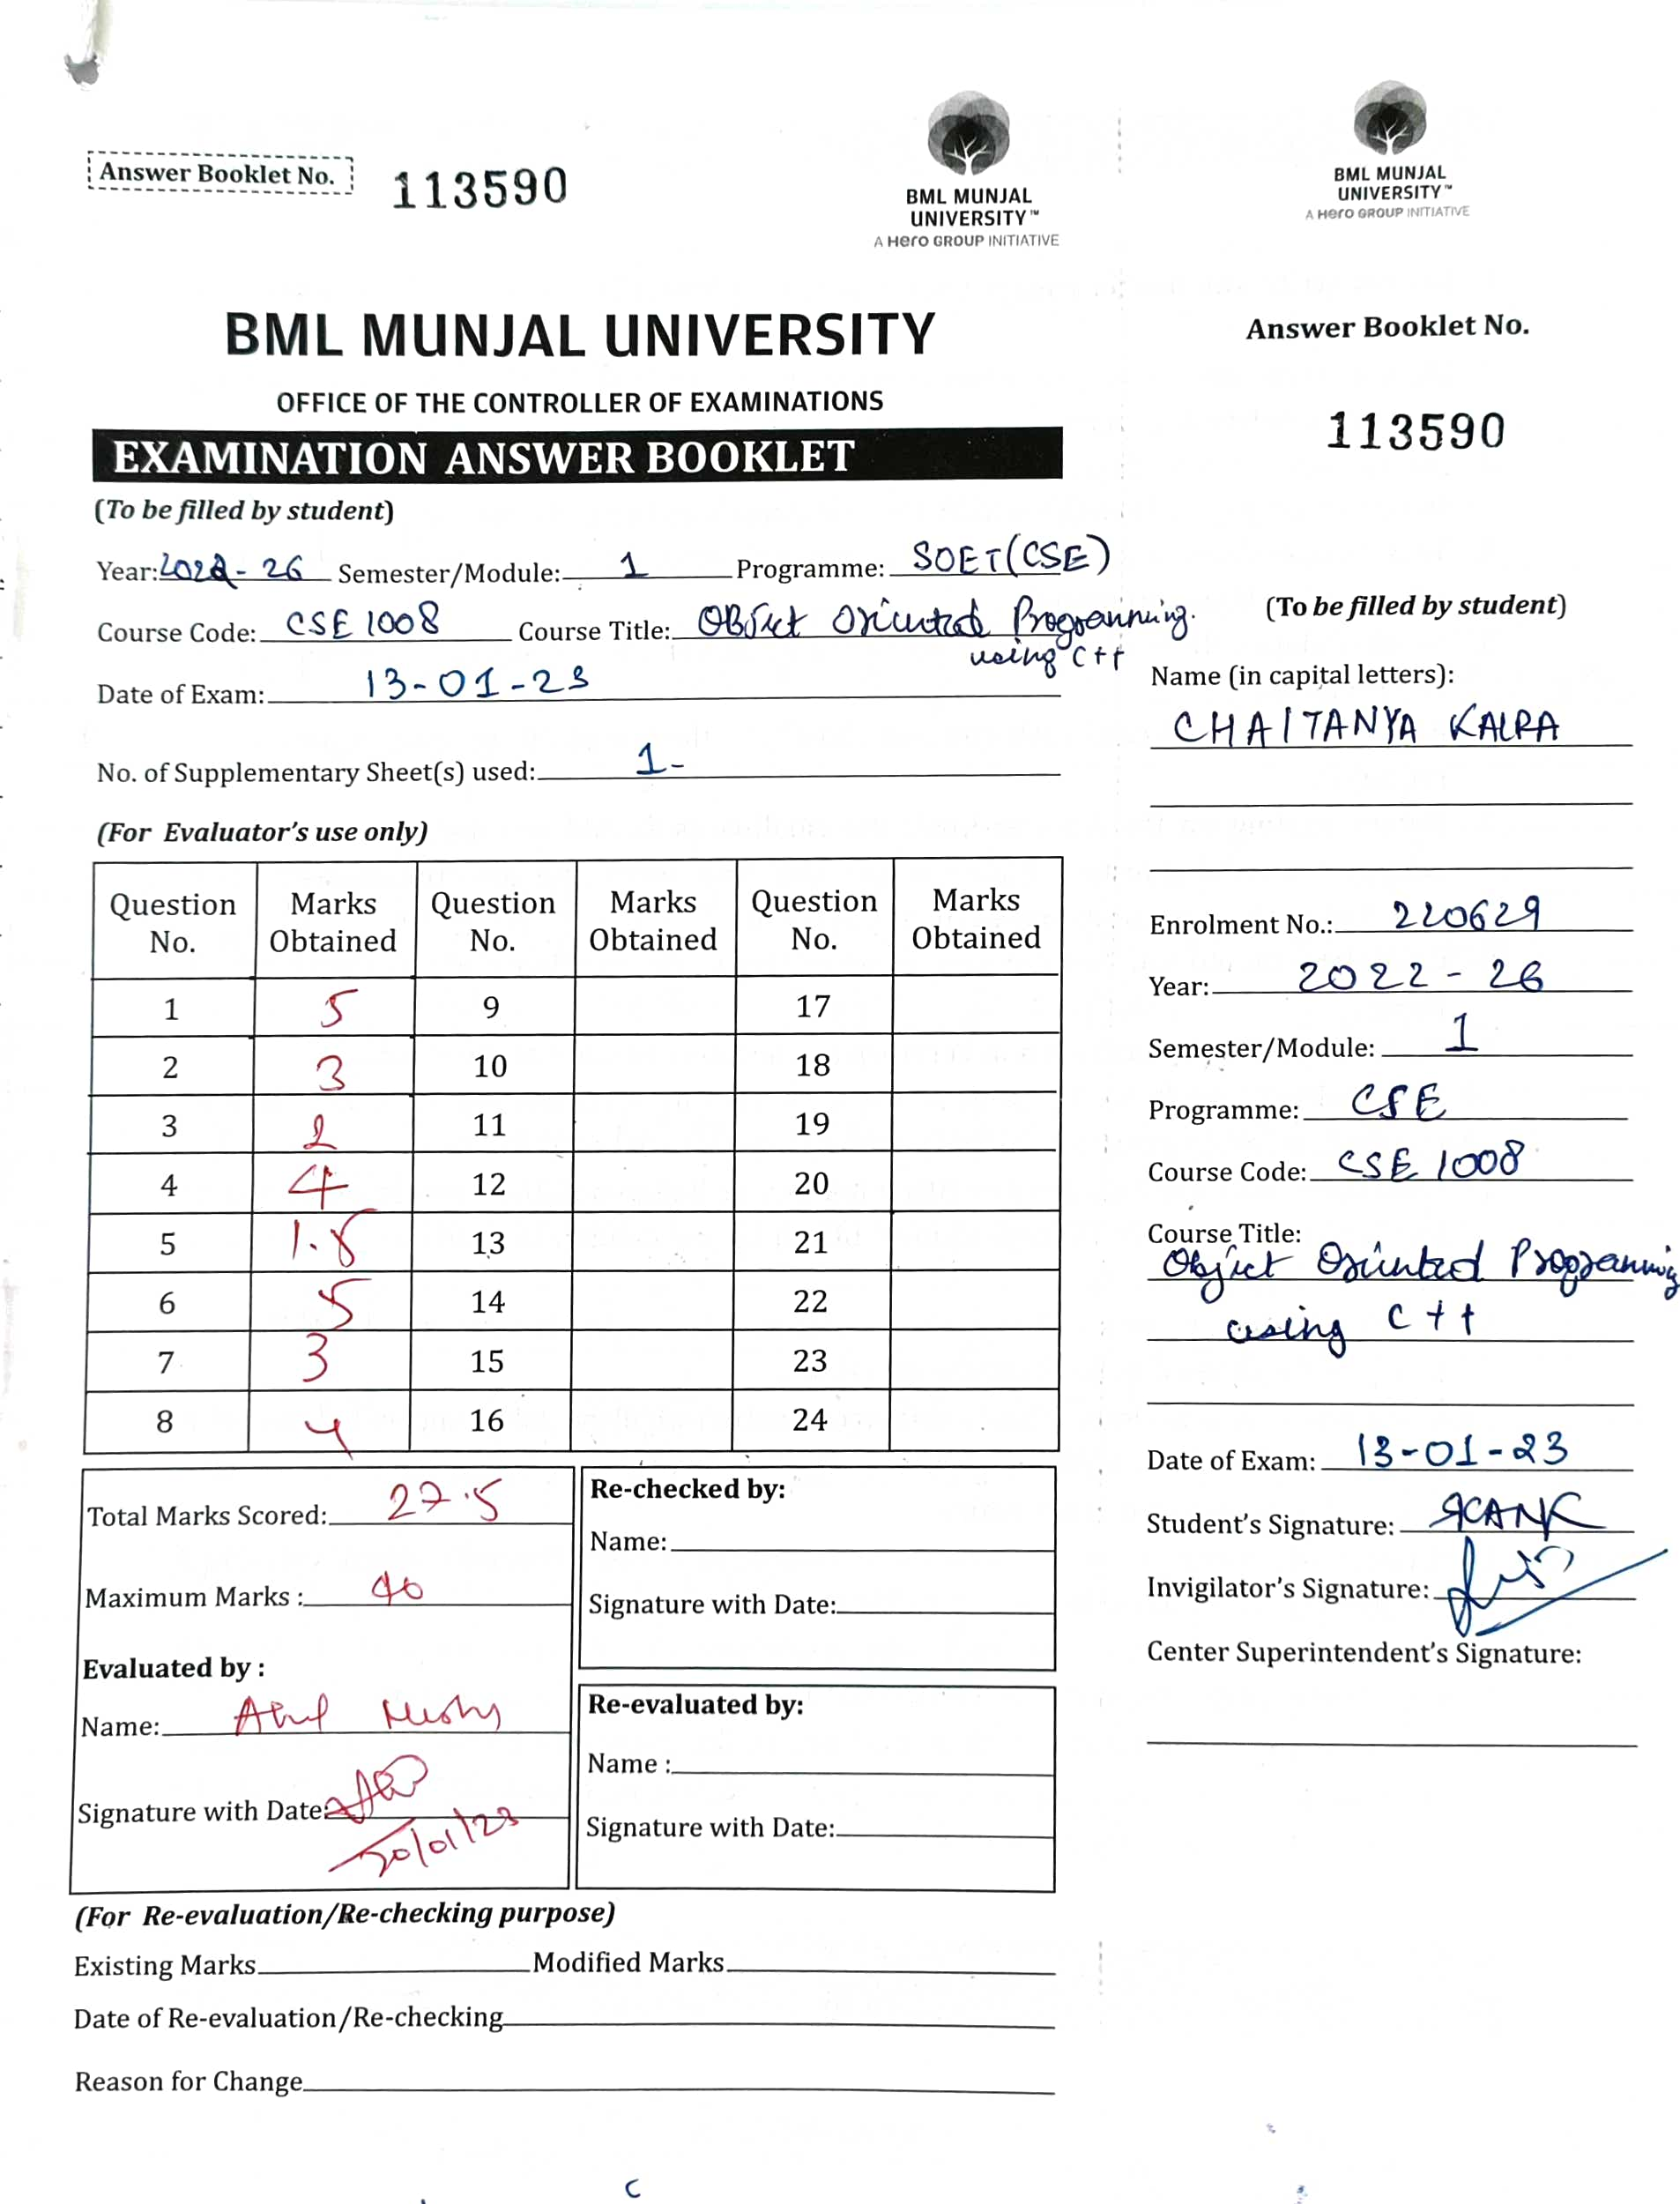 Answer Booklet No. 113590
BML MUNJAL
UNIVERSITY™
A Hero GROUP INITIATIVE
BML MUNJAL UNIVERSITY
OFFICE OF THE CONTROLLER OF EXAMINATIONS
EXAMINATION ANSWER BOOKLET
(To be filled by student)
Year: 2022-26 Semester/Module: 1 Programme: SOET(CSE)
Course Code: CSE 1008 Course Title: Object Oriented Programming
using C++
Date of Exam: 13-01-23
No. of Supplementary Sheet(s) used: 1-
(For Evaluator's use only)
Question No. Marks Obtained Question No. Marks Obtained Question No. Marks Obtained
1 5 9 17
2 3 10 18
3 2 11 19
4 4 12 20
5 1.5 13 21
6 5 14 22
7 3 15 23
8 4 16 24
Total Marks Scored: 27.5
Maximum Marks : 40
Evaluated by :
Name:
Signature with Date: /01/23
Re-checked by:
Name:
Signature with Date:
Re-evaluated by:
Name :
Signature with Date:
(For Re-evaluation/Re-checking purpose)
Existing Marks Modified Marks
Date of Re-evaluation/Re-checking
Reason for Change
BML MUNJAL
UNIVERSITY™
A Hero GROUP INITIATIVE
Answer Booklet No.
113590
(To be filled by student)
Name (in capital letters):
CHAITANYA KALRA
Enrolment No.: 220629
Year: 2022-26
Semester/Module: 1
Programme: CSE
Course Code: CSE 1008
Course Title:
Object Oriented Programming
using C++
Date of Exam: 13-01-23
Student's Signature:
Invigilator's Signature:
Center Superintendent's Signature: